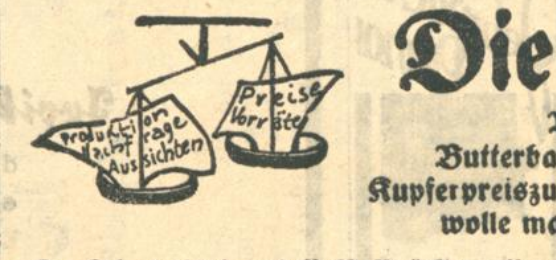 Die
Preise
Vorräte
Produktion
Nachfrage
Aussichten
Butterba
Kupferpreiszu
wolle ma